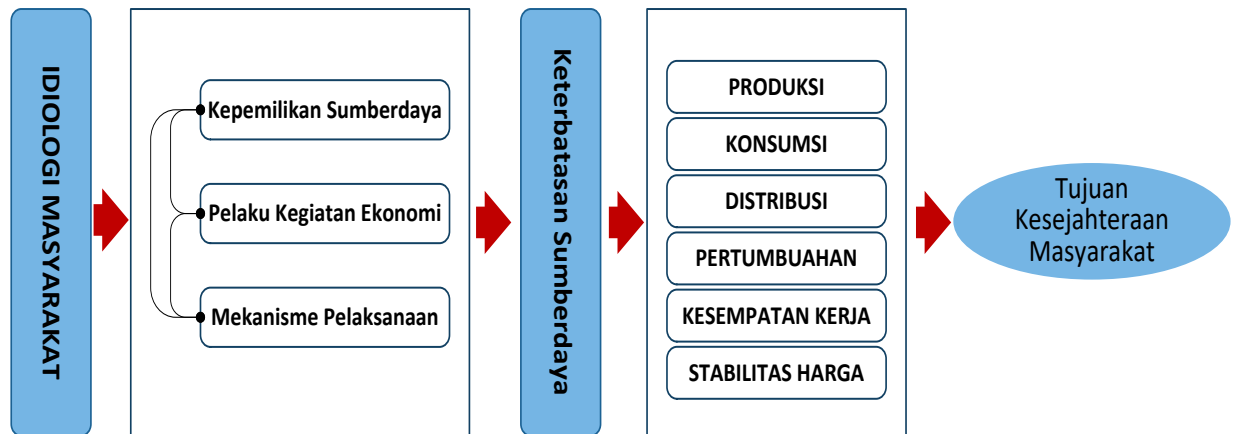 IDIOLOGI MASYARAKAT
Kepemilikan Sumberdaya
Pelaku Kegiatan Ekonomi
Mekanisme Pelaksanaan
Keterbatasan Sumberdaya
PRODUKSI
KONSUMSI
DISTRIBUSI
PERTUMBUAHAN
KESEMPATAN KERJA
STABILITAS HARGA
Tujuan
Kesejahteraan
Masyarakat